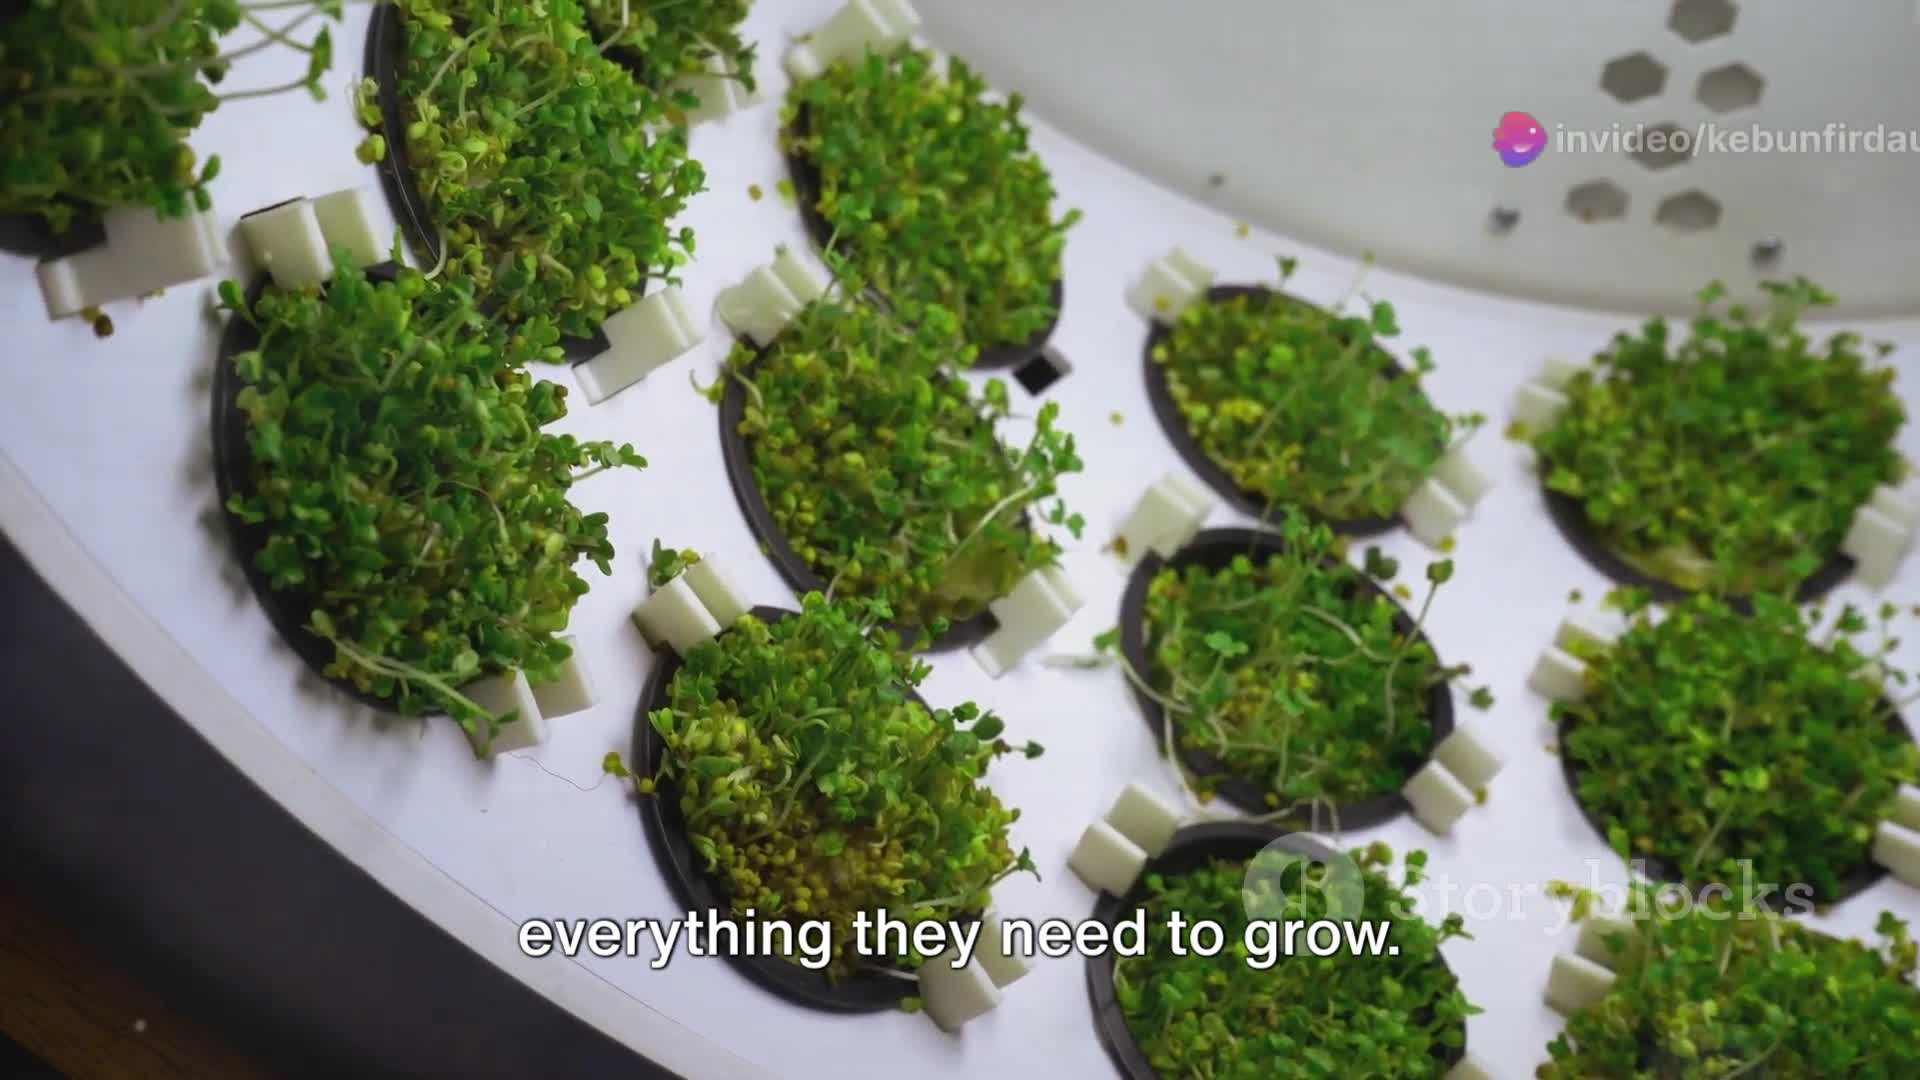 invideo/kebunfirdau
Storyblocks
everything they need to grow.